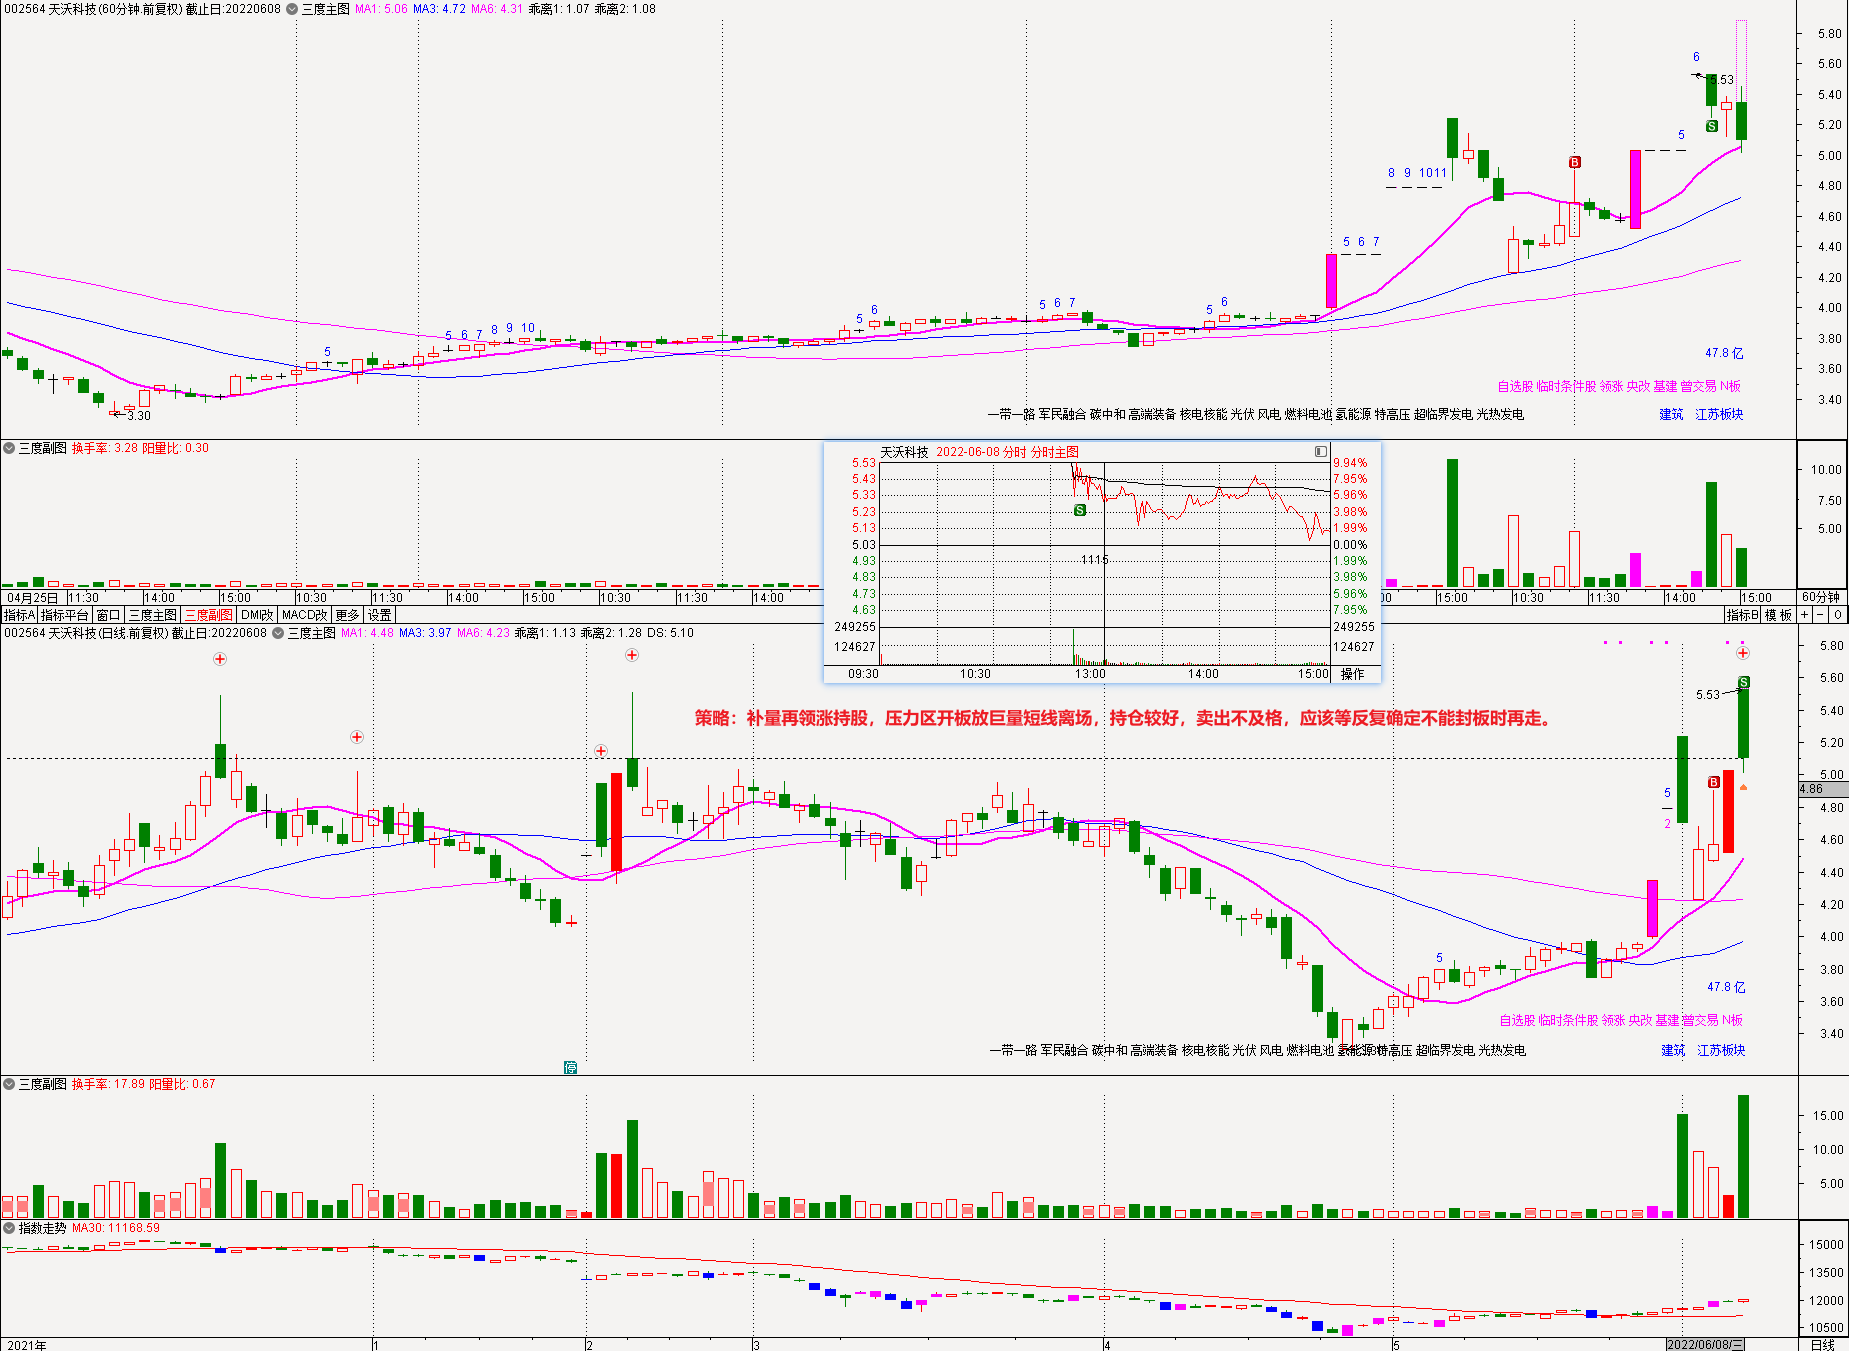 002564 天沃科技(60分钟.前复权) 截止日:20220608 三度主图 MA1: 5.06 MA3: 4.72 MA6: 4.31 乖离1: 1.07 乖离2: 1.08
5.80
5.60
5.40
5.20
5.00
4.80
4.60
4.40
4.20
4.00
3.80
3.60
3.40
6
5.53
S
5
B
8 9 1011
5 6 7
5
5 6 7 8 9 10
5 6
5 6 7
5 6
3.30
47.8 亿
自选股 临时条件股 领涨 央改 基建 曾交易 N板
一带一路 军民融合 碳中和 高端装备 核电核能 光伏 风电 燃料电池 氢能源 特高压 超临界发电 光热发电
建筑 江苏板块
三度副图 换手率: 3.28 阳量比: 0.30
10.00
7.50
5.00
04月25日 11:30 14:00 15:00 10:30 11:30 14:00 15:00 10:30 11:30 14:00 15:00 10:30 11:30 14:00 15:00 60分钟
天沃科技 2022-06-08 分时 分时主图
5.53 9.94%
5.43 7.95%
5.33 5.96%
5.23 3.98%
5.13 1.99%
5.03 0.00%
4.93 1.99%
4.83 3.98%
4.73 5.96%
4.63 7.95%
S
1115
249255 249255
124627 124627
09:30 10:30 13:00 14:00 15:00 操作
指标A 指标平台 窗口 三度主图 三度副图 DMI改 MACD改 更多 设置
指标B 模板 + − 0
002564 天沃科技(日线.前复权) 截止日:20220608 三度主图 MA1: 4.48 MA3: 3.97 MA6: 4.23 乖离1: 1.13 乖离2: 1.28 DS: 5.10
5.80
5.60
5.40
5.20
5.00
4.86
4.80
4.60
4.40
4.20
4.00
3.80
3.60
3.40
策略：补量再领涨持股，压力区开板放巨量短线离场，持仓较好，卖出不及格，应该等反复确定不能封板时再走。
S
5.53
B
5
2
5
47.8 亿
自选股 临时条件股 领涨 央改 基建 曾交易 N板
一带一路 军民融合 碳中和 高端装备 核电核能 光伏 风电 燃料电池 氢能源 特高压 超临界发电 光热发电
建筑 江苏板块
停
三度副图 换手率: 17.89 阳量比: 0.67
15.00
10.00
5.00
指数走势 MA30: 11168.59
15000
13500
12000
10500
2021年 1 2 3 4 5 2022/06/08/三 日线